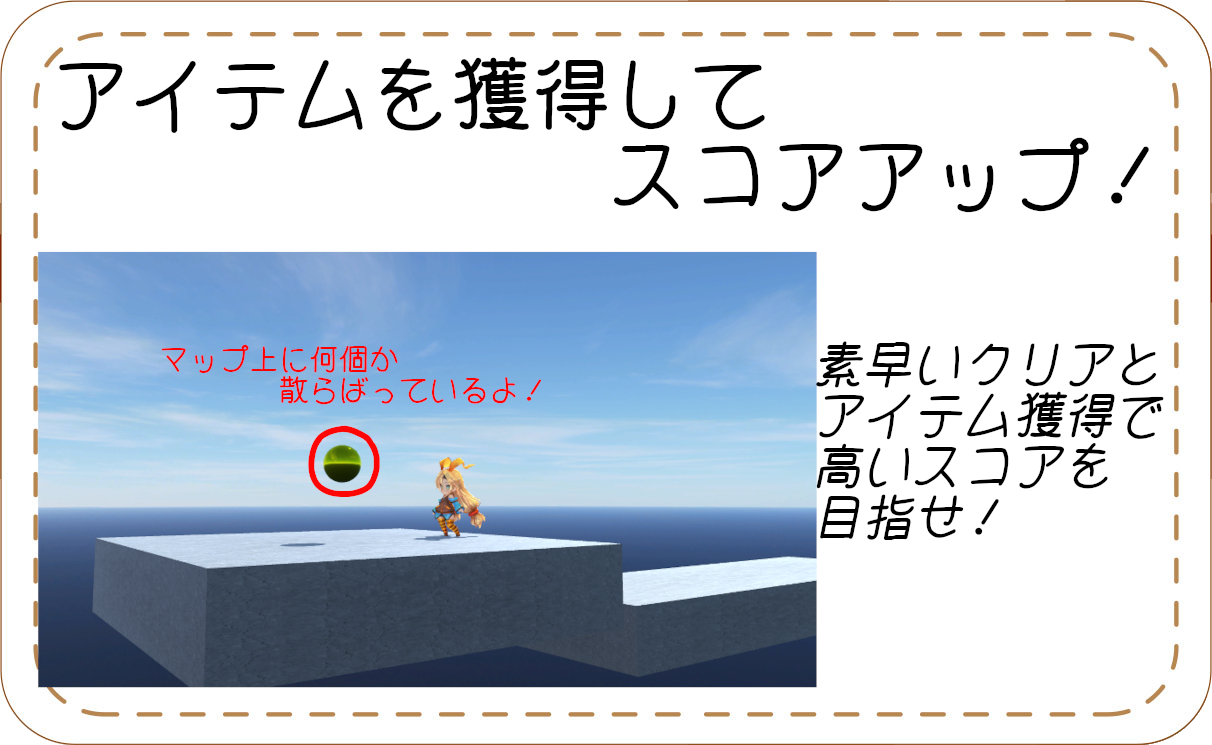 アイテムを獲得して
スコアアップ！
マップ上に何個か
散らばっているよ！
素早いクリアと
アイテム獲得で
高いスコアを
目指せ！